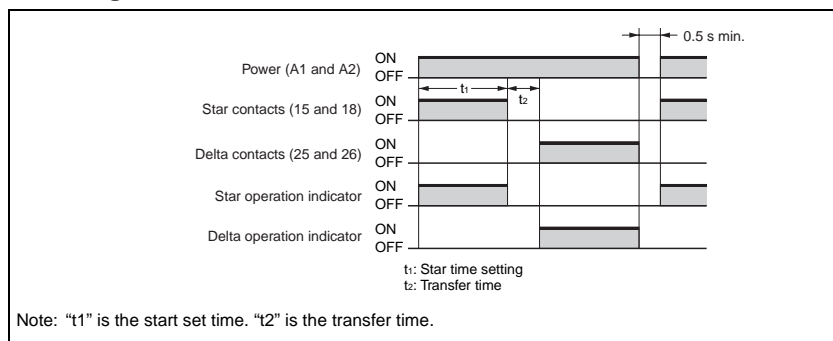 0.5 s min.
Power (A1 and A2) ON
OFF
t1
t2
Star contacts (15 and 18) ON
OFF
Delta contacts (25 and 26) ON
OFF
Star operation indicator ON
OFF
Delta operation indicator ON
OFF
t1: Star time setting
t2: Transfer time
Note: “t1” is the start set time. “t2” is the transfer time.